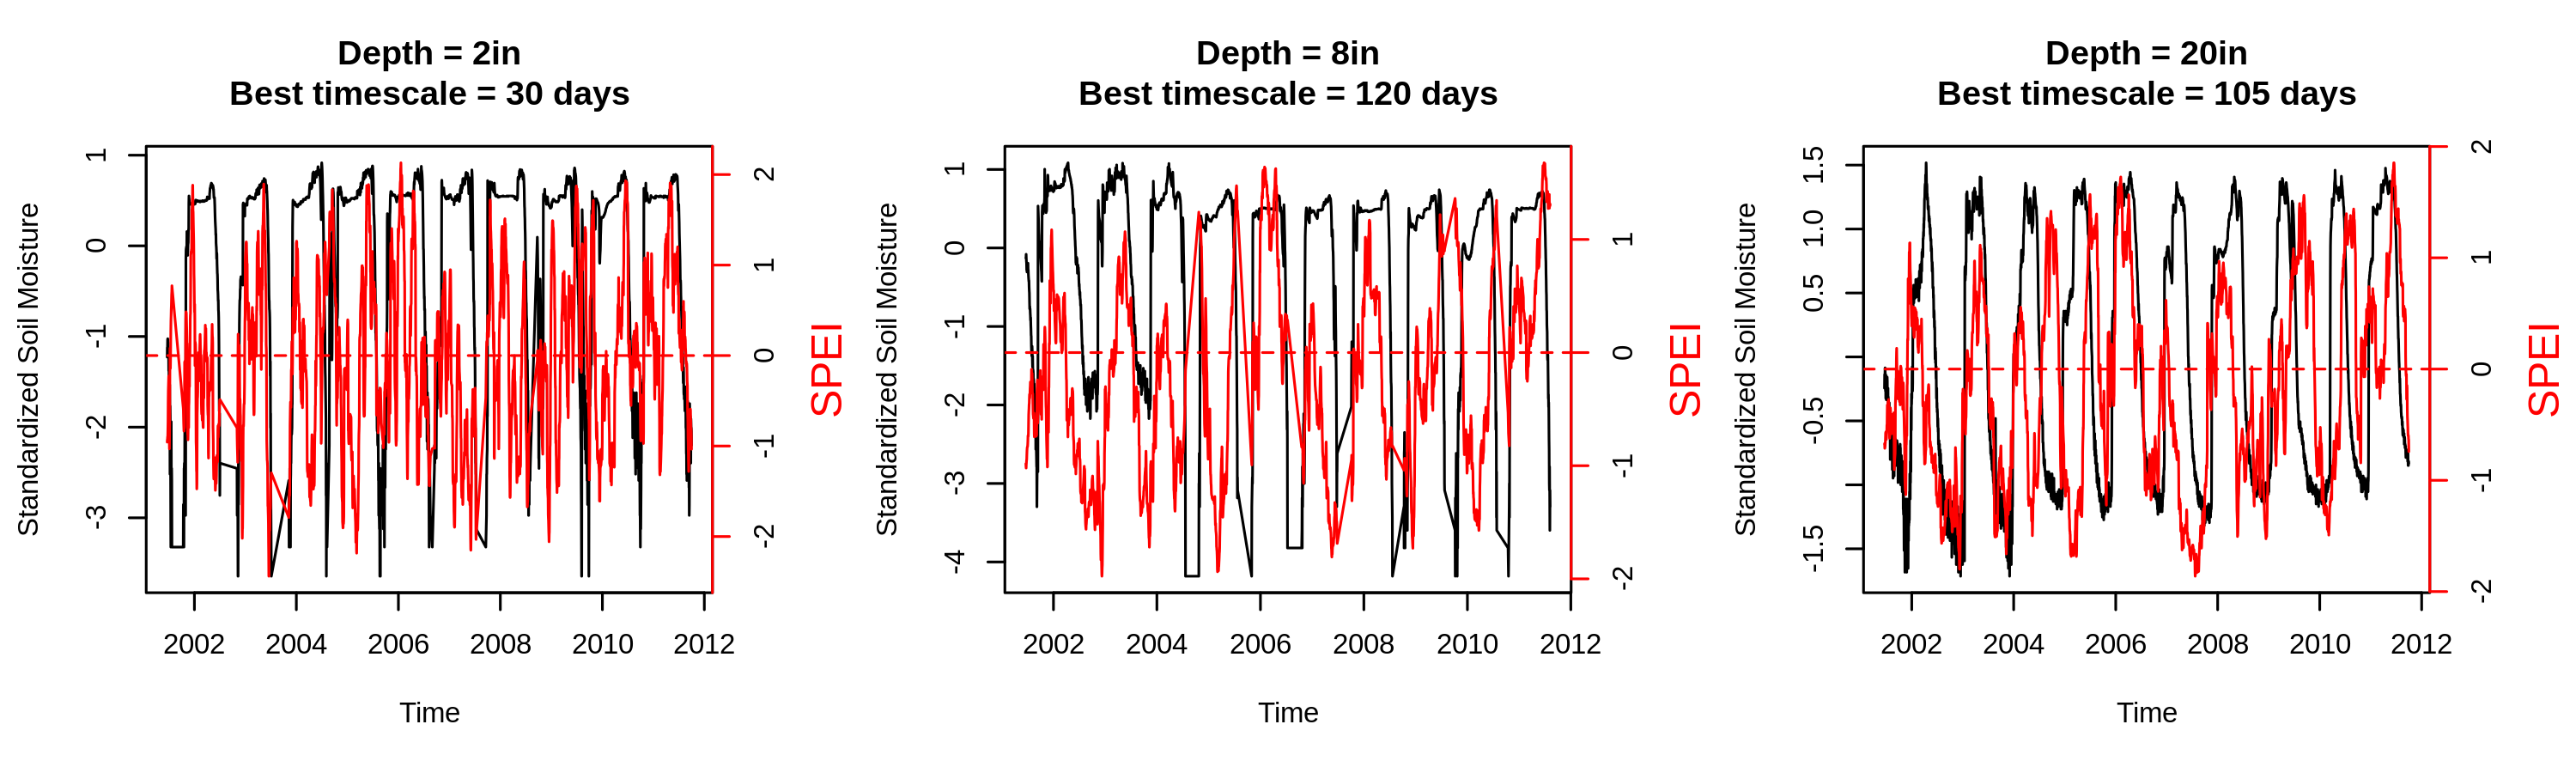 Depth = 2in
Best timescale = 30 days
Standardized Soil Moisture
1
0
-1
-2
-3
2
1
0
-1
-2
SPEI
2002 2004 2006 2008 2010 2012
Time
Depth = 8in
Best timescale = 120 days
Standardized Soil Moisture
1
0
-1
-2
-3
-4
1
0
-1
-2
SPEI
2002 2004 2006 2008 2010 2012
Time
Depth = 20in
Best timescale = 105 days
Standardized Soil Moisture
1.5
1.0
0.5
-0.5
-1.5
2
1
0
-1
-2
SPEI
2002 2004 2006 2008 2010 2012
Time